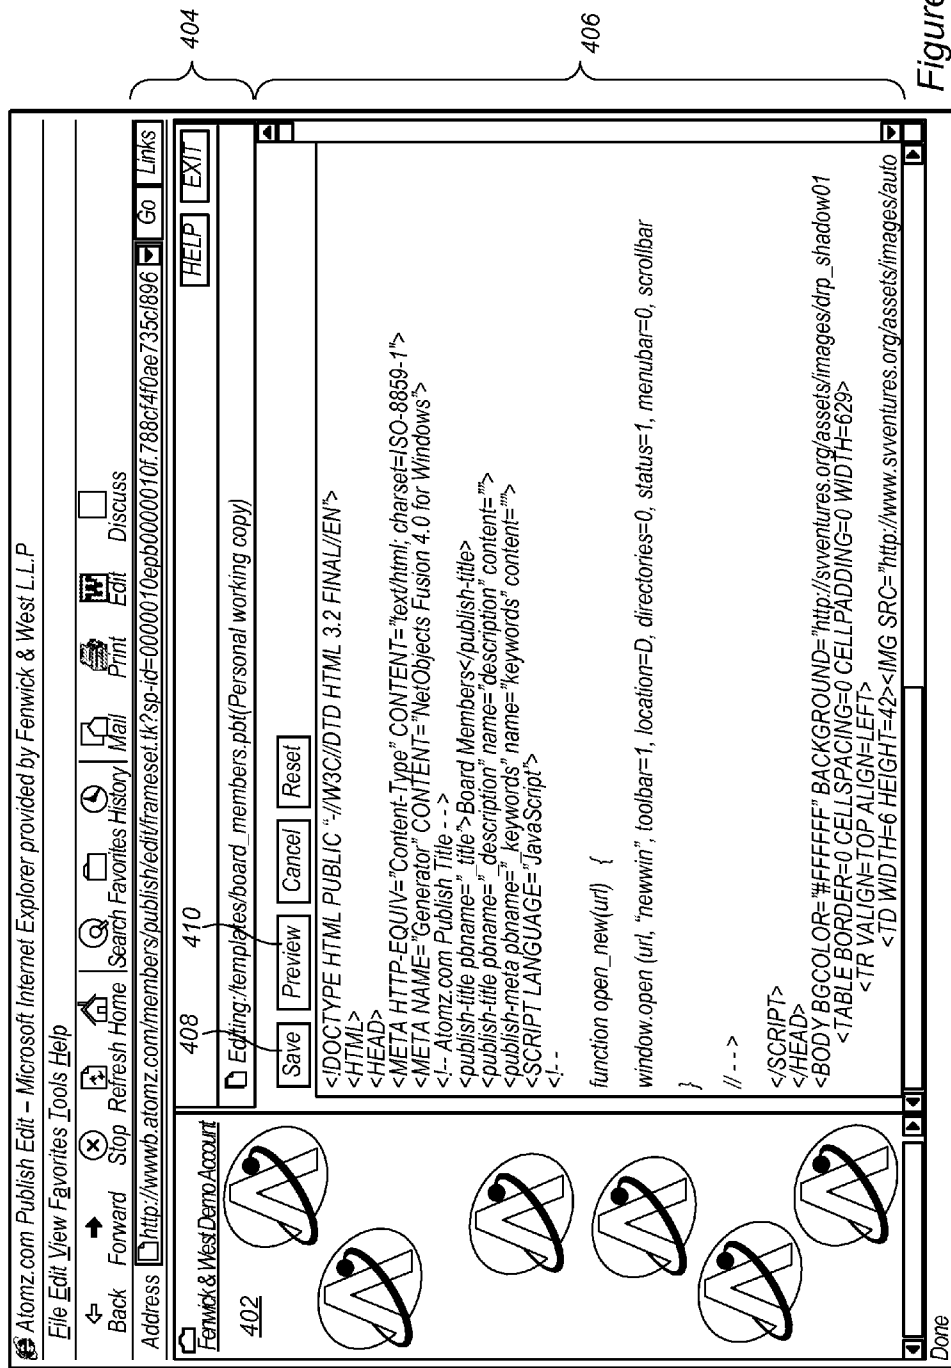 Atomz.com Publish Edit – Microsoft Internet Explorer provided by Fenwick & West L.L.P
File Edit View Favorites Tools Help
Back Forward Stop Refresh Home Search Favorites History Mail Print Edit Discuss
Address http://wwwb.atomz.com/members/publish/edit/frameset.tk?sp-id=000010epb000010f.788cf4f0ae735cl896 Go Links
404
Fenwick & West Demo Account
402
HELP EXIT
Editing:/templates/board_members.pbt(Personal working copy)
408
410
Save Preview Cancel Reset
406
<!DOCTYPE HTML PUBLIC "-//W3C//DTD HTML 3.2 FINAL//EN">
<HTML>
<HEAD>
<META HTTP-EQUIV="Content-Type" CONTENT="text/html; charset=ISO-8859-1">
<META NAME="Generator" CONTENT="NetObjects Fusion 4.0 for Windows">
<!-- Atomz.com Publish Title - - ->
<publish-title pbname="_title">Board Members</publish-title>
<publish-title pbname="_description" name="description" content="">
<publish-meta pbname="_keywords" name="keywords" content="">
<SCRIPT LANGUAGE="JavaScript">
<!--
function open_new(url) {
window.open (url, "newwin", toolbar=1, location=D, directories=0, status=1, menubar=0, scrollbar
}
// - - ->
</SCRIPT>
</HEAD>
<BODY BGCOLOR="#FFFFFF" BACKGROUND="http://svventures.org/assets/images/drp_shadow01
<TABLE BORDER=0 CELLSPACING=0 CELLPADDING=0 WIDTH=629>
<TR VALIGN=TOP ALIGN=LEFT>
<TD WIDTH=6 HEIGHT=42><IMG SRC="http://www.svventures.org/assets/images/auto
Done
Figure